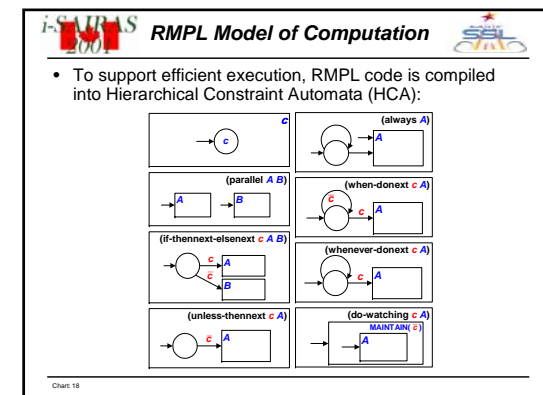 i-SAIRAS
2001
RMPL Model of Computation
SSL
• To support efficient execution, RMPL code is compiled
into Hierarchical Constraint Automata (HCA):
c
c
(always A)
A
(parallel A B)
A
B
(when-donext c A)
c̅
c
A
(if-thennext-elsenext c A B)
c
A
c̅
B
(whenever-donext c A)
c
A
(unless-thennext c A)
c̅
A
(do-watching c A)
MAINTAIN( c̅ )
A
Chart 18